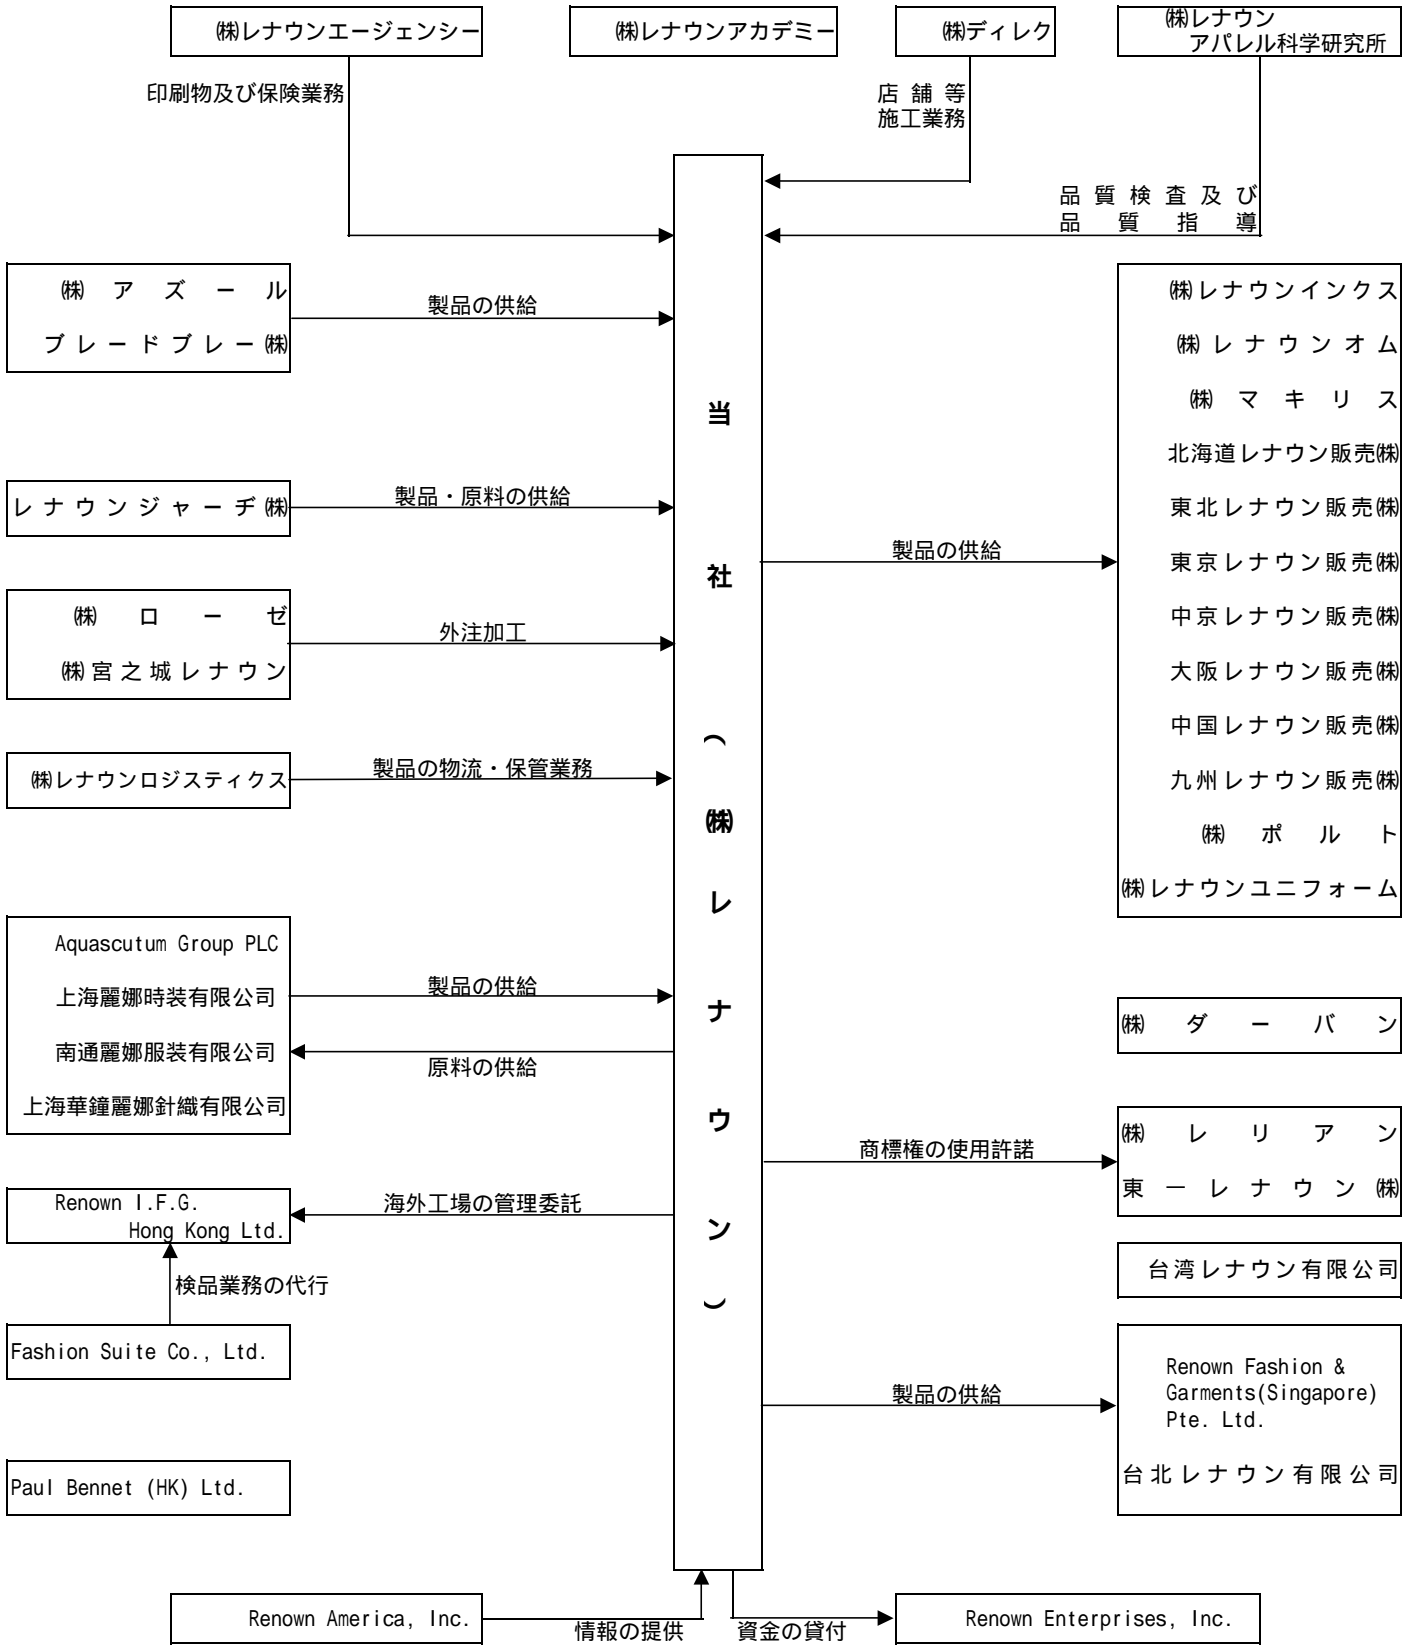 ㈱レナウンエージェンシー
㈱レナウンアカデミー
㈱ディレク
㈱レナウン
アパレル科学研究所
印刷物及び保険業務
店舗等
施工業務
品質検査及び
品質指導
㈱アズール
ブレードブレー㈱
製品の供給
レナウンジャーヂ㈱
製品・原料の供給
㈱ローゼ
㈱宮之城レナウン
外注加工
㈱レナウンロジスティクス
製品の物流・保管業務
Aquascutum Group PLC
上海麗娜時装有限公司
南通麗娜服装有限公司
上海華鐘麗娜針織有限公司
製品の供給
原料の供給
Renown I.F.G.
Hong Kong Ltd.
海外工場の管理委託
検品業務の代行
Fashion Suite Co., Ltd.
Paul Bennet (HK) Ltd.
当社(㈱レナウン)
製品の供給
㈱レナウンインクス
㈱レナウンオム
㈱マキリス
北海道レナウン販売㈱
東北レナウン販売㈱
東京レナウン販売㈱
中京レナウン販売㈱
大阪レナウン販売㈱
中国レナウン販売㈱
九州レナウン販売㈱
㈱ポルト
㈱レナウンユニフォーム
㈱ダーバン
商標権の使用許諾
㈱レリアン
東一レナウン㈱
台湾レナウン有限公司
製品の供給
Renown Fashion &
Garments(Singapore)
Pte. Ltd.
台北レナウン有限公司
Renown America, Inc.
情報の提供
資金の貸付
Renown Enterprises, Inc.